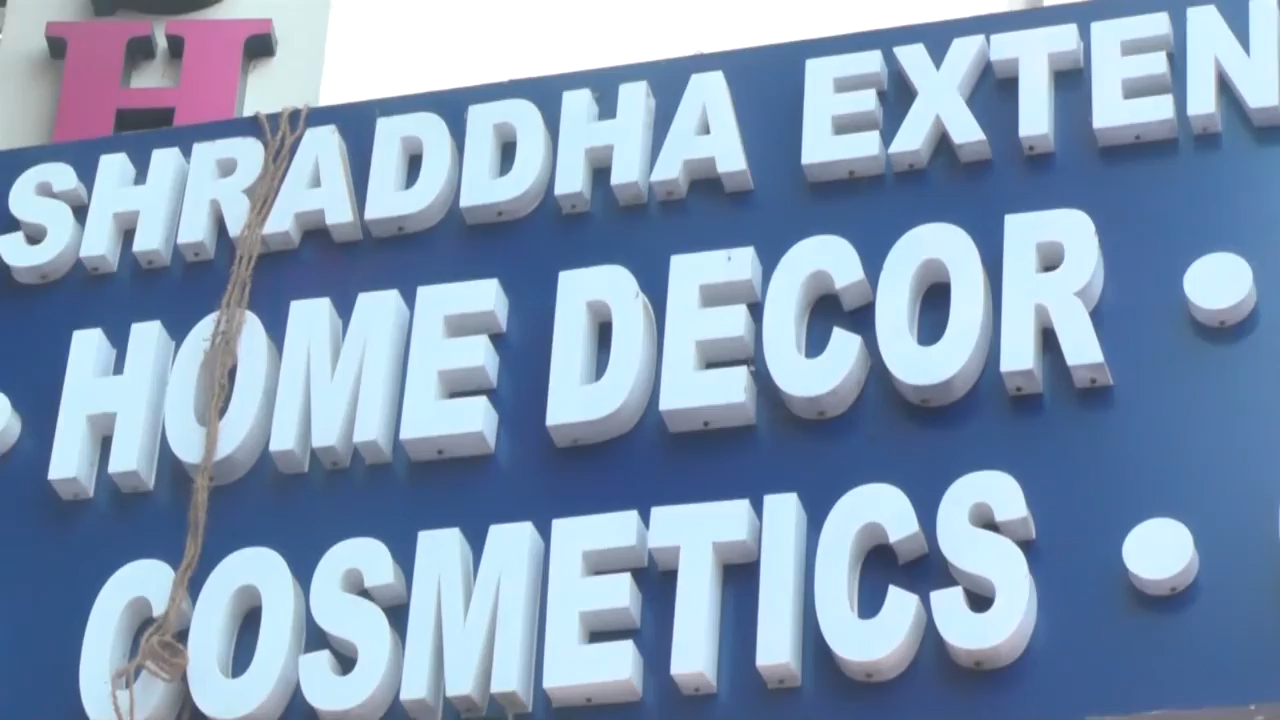 H
SHRADDHA EXTEN
HOME DECOR •
• COSMETICS •